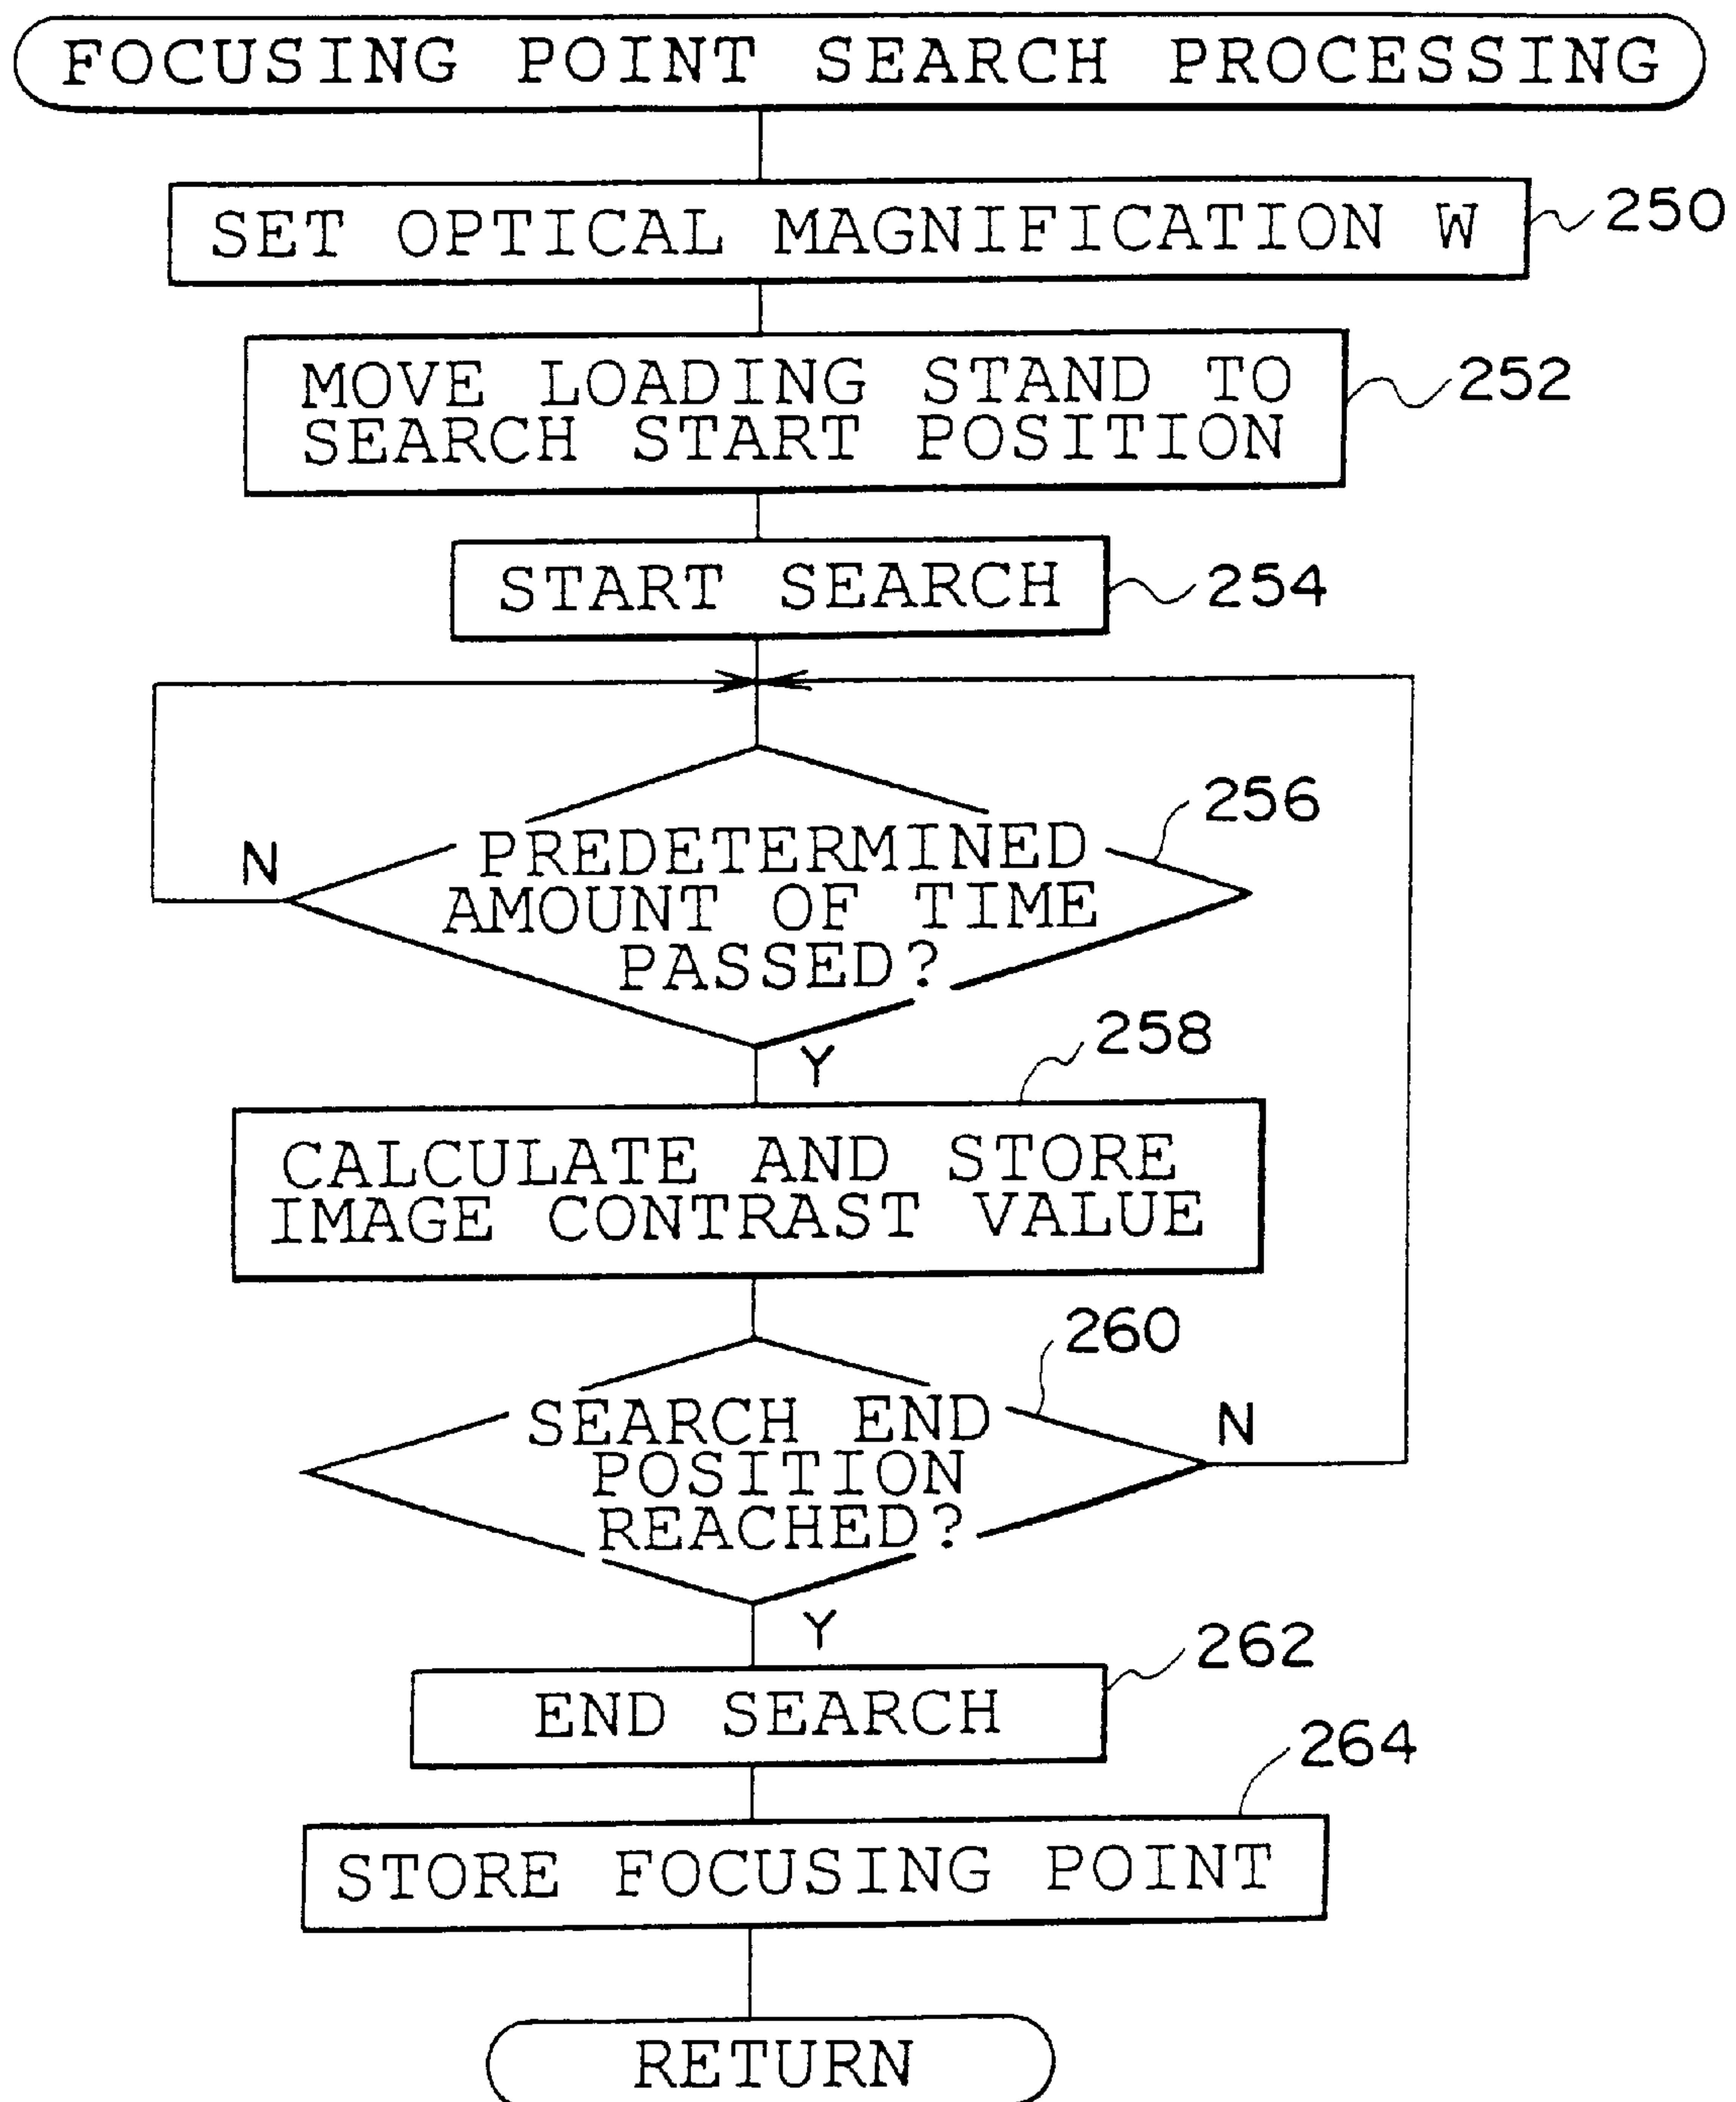 FOCUSING POINT SEARCH PROCESSING
SET OPTICAL MAGNIFICATION W
250
MOVE LOADING STAND TO
SEARCH START POSITION
252
START SEARCH
254
256
N
PREDETERMINED
AMOUNT OF TIME
PASSED?
Y
258
CALCULATE AND STORE
IMAGE CONTRAST VALUE
260
SEARCH END
POSITION
REACHED?
N
Y
262
END SEARCH
264
STORE FOCUSING POINT
RETURN